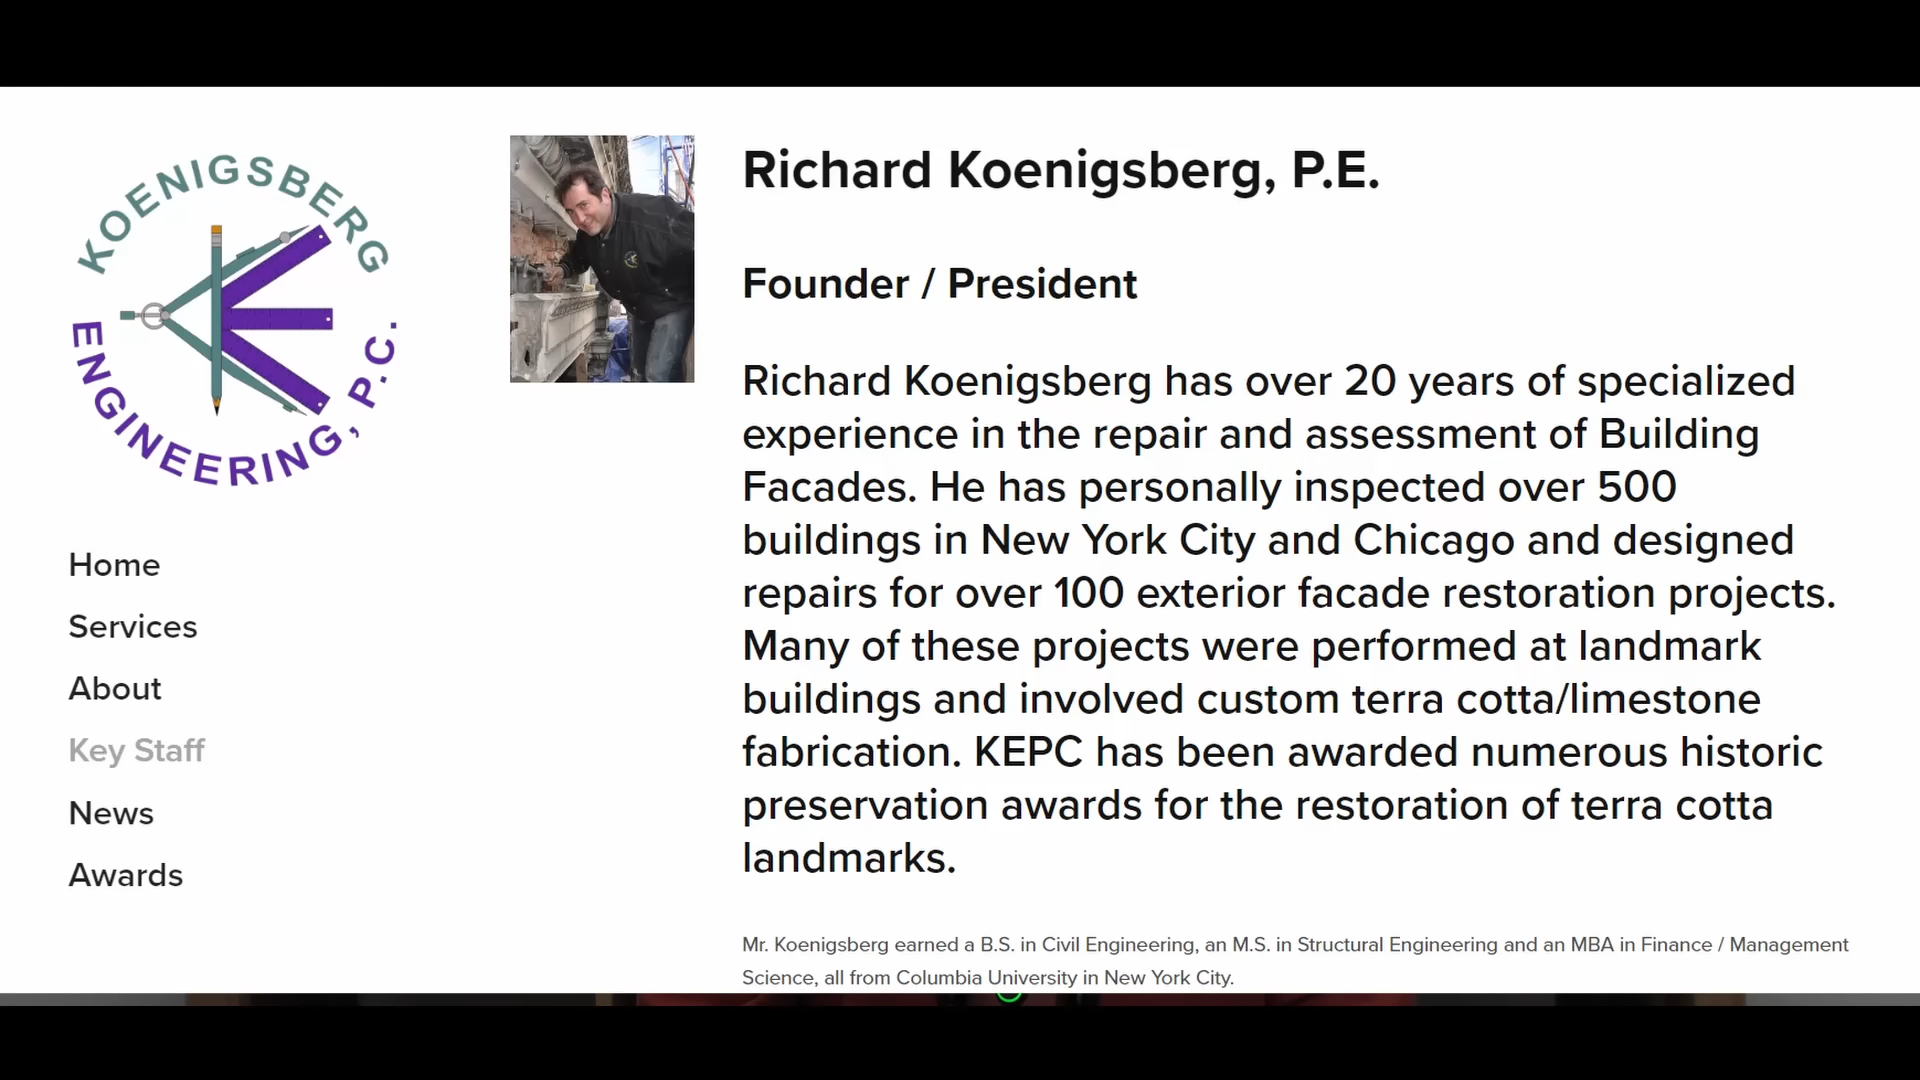 KOENIGSBERG
ENGINEERING, P.C.
Home
Services
About
Key Staff
News
Awards
Richard Koenigsberg, P.E.
Founder / President
Richard Koenigsberg has over 20 years of specialized
experience in the repair and assessment of Building
Facades. He has personally inspected over 500
buildings in New York City and Chicago and designed
repairs for over 100 exterior facade restoration projects.
Many of these projects were performed at landmark
buildings and involved custom terra cotta/limestone
fabrication. KEPC has been awarded numerous historic
preservation awards for the restoration of terra cotta
landmarks.
Mr. Koenigsberg earned a B.S. in Civil Engineering, an M.S. in Structural Engineering and an MBA in Finance / Management
Science, all from Columbia University in New York City.